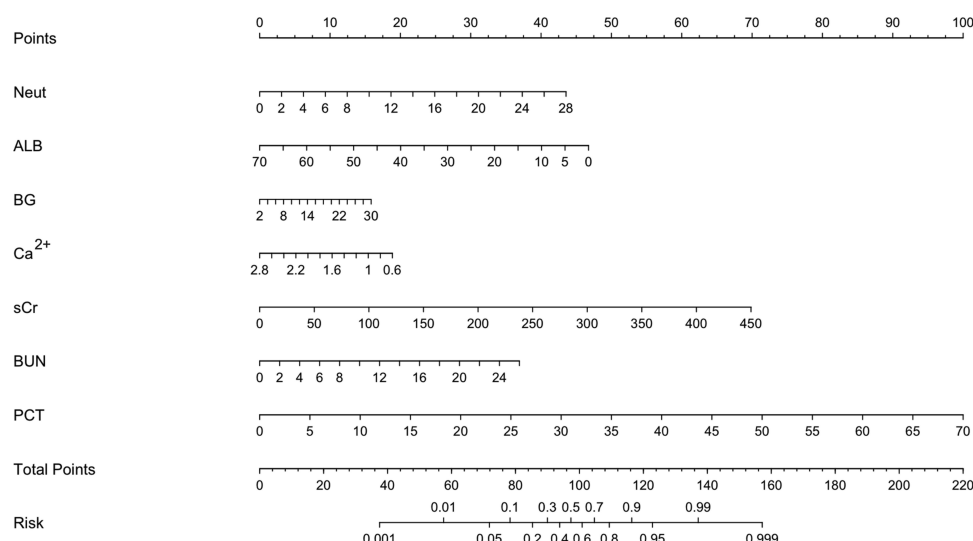 Points 0 10 20 30 40 50 60 70 80 90 100
Neut 0 2 4 6 8 12 16 20 24 28
ALB 70 60 50 40 30 20 10 5 0
BG 2 8 14 22 30
Ca2+ 2.8 2.2 1.6 1 0.6
sCr 0 50 100 150 200 250 300 350 400 450
BUN 0 2 4 6 8 12 16 20 24
PCT 0 5 10 15 20 25 30 35 40 45 50 55 60 65 70
Total Points 0 20 40 60 80 100 120 140 160 180 200 220
0.01 0.1 0.3 0.5 0.7 0.9 0.99
Risk
0.001 0.05 0.2 0.4 0.6 0.8 0.95 0.999